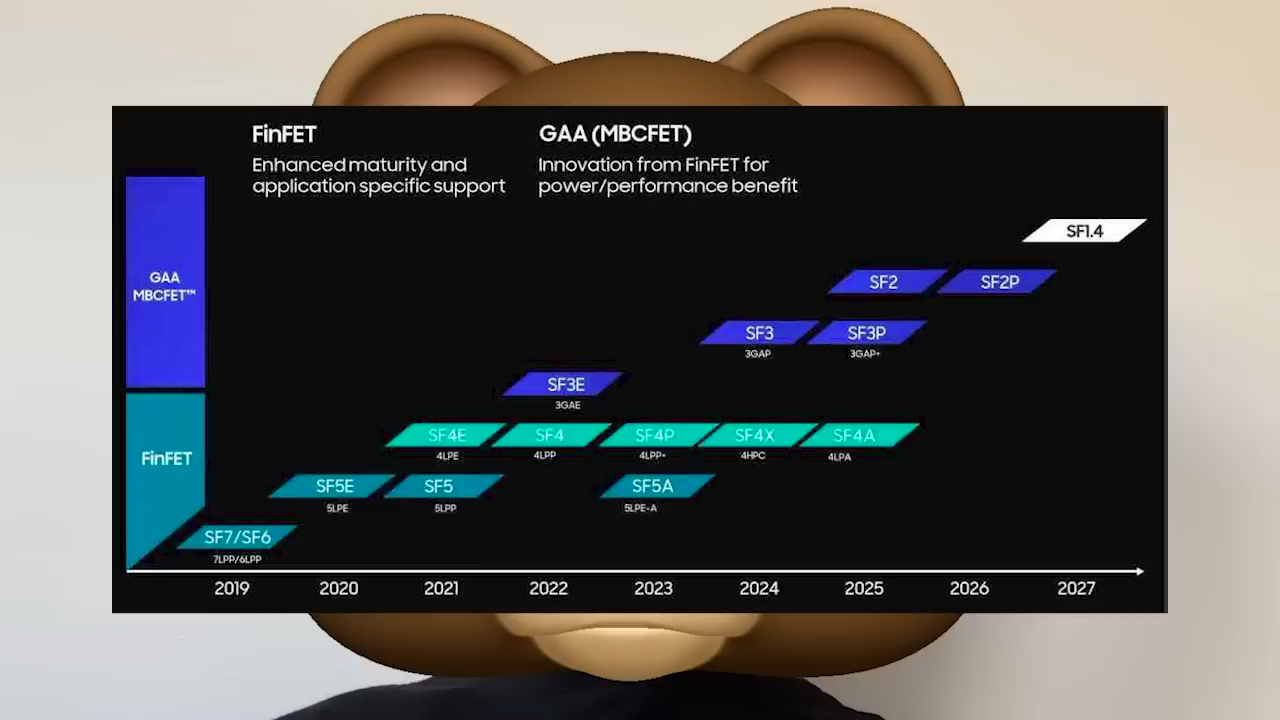 FinFET
Enhanced maturity and
application specific support
GAA (MBCFET)
Innovation from FinFET for
power/performance benefit
GAA
MBCFET™
FinFET
SF1.4
SF2
SF2P
SF3
3GAP
SF3P
3GAP+
SF3E
3GAE
SF4E
4LPE
SF4
4LPP
SF4P
4LPP+
SF4X
4HPC
SF4A
4LPA
SF5E
5LPE
SF5
5LPP
SF5A
5LPE-A
SF7/SF6
7LPP/6LPP
2019
2020
2021
2022
2023
2024
2025
2026
2027